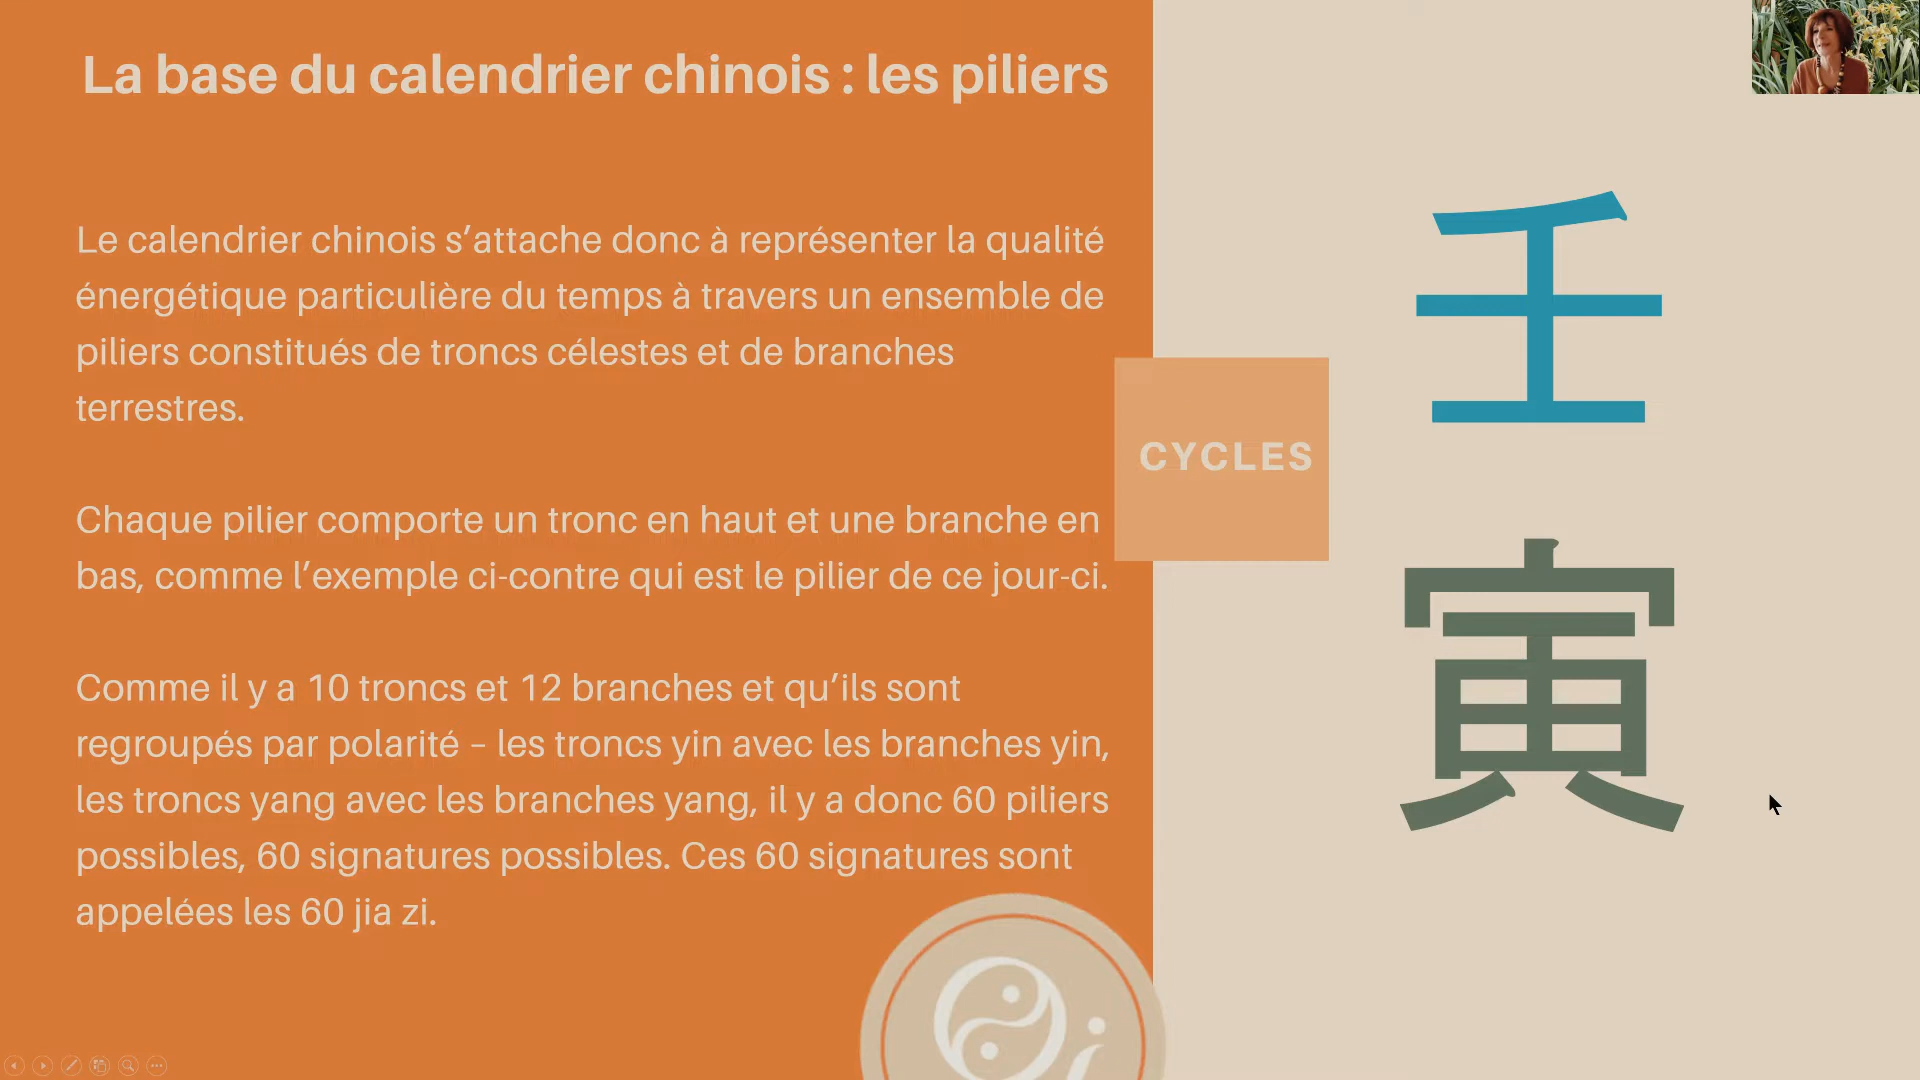 La base du calendrier chinois : les piliers
Le calendrier chinois s’attache donc à représenter la qualité
énergétique particulière du temps à travers un ensemble de
piliers constitués de troncs célestes et de branches
terrestres.
Chaque pilier comporte un tronc en haut et une branche en
bas, comme l’exemple ci-contre qui est le pilier de ce jour-ci.
Comme il y a 10 troncs et 12 branches et qu’ils sont
regroupés par polarité – les troncs yin avec les branches yin,
les troncs yang avec les branches yang, il y a donc 60 piliers
possibles, 60 signatures possibles. Ces 60 signatures sont
appelées les 60 jia zi.
CYCLES
壬
寅